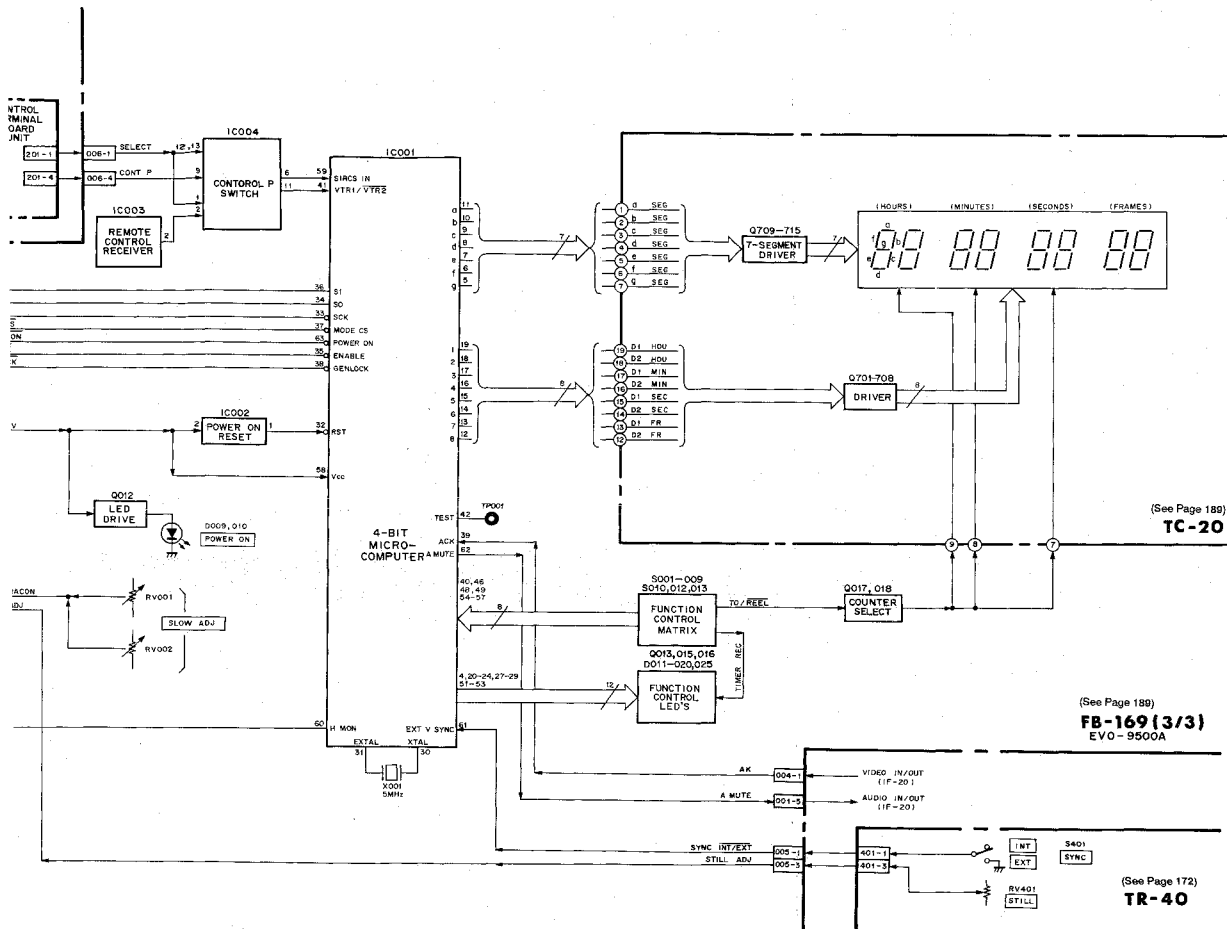 NTROL
RMINAL
OARD
UNIT
201-1
201-4
006-1
006-4
SELECT
CONT P
12,13
9
1
2
IC004
CONTOROL P
SWITCH
6
11
IC003
REMOTE
CONTROL
RECEIVER
2
IC001
59 SIRCS IN
41 VTR1/VTR2
36 SI
34 SO
33 SCK
37 MODE CS
ON
63 POWER ON
35 ENABLE
38 GENLOCK
IC002
V
2
POWER ON
RESET
1
32 RST
58 Vcc
Q012
LED
DRIVE
D009,010
POWER ON
ACON
ADJ
RV001
RV002
SLOW ADJ
4-BIT
MICRO-
COMPUTER
60 H MON
EXT V SYNC 61
EXTAL
XTAL
31
30
X001
5MHz
a 11
b 10
c 9
d 8
e 7
f 6
g 5
7
1 19
2 18
3 17
4 16
5 15
6 14
7 13
8 12
8
TEST 42
TP001
ACK 39
A MUTE 62
40,46
48,49
54-57
8
4,20-24,27-29
51-53
12
1 a SEG
2 b SEG
3 c SEG
4 d SEG
5 e SEG
6 f SEG
7 g SEG
Q709-715
7-SEGMENT
DRIVER
7
(HOURS) (MINUTES) (SECONDS) (FRAMES)
a
f g b
e c
d
19 D1 HOU
18 D2 HOU
17 D1 MIN
16 D2 MIN
15 D1 SEC
14 D2 SEC
13 D1 FR
12 D2 FR
Q701-708
DRIVER
8
(See Page 189)
TC-20
9
8
7
S001-009
S010,012,013
FUNCTION
CONTROL
MATRIX
TO/REEL
Q017,018
COUNTER
SELECT
TIMER REC
Q013,015,016
D011-020,025
FUNCTION
CONTROL
LED'S
(See Page 189)
FB-169(3/3)
EVO-9500A
AK
004-1
VIDEO IN/OUT
(IF-20)
A MUTE
001-5
AUDIO IN/OUT
(IF-20)
SYNC INT/EXT
005-1
401-1
STILL ADJ
005-3
401-3
INT
EXT
S401
SYNC
RV401
STILL
(See Page 172)
TR-40